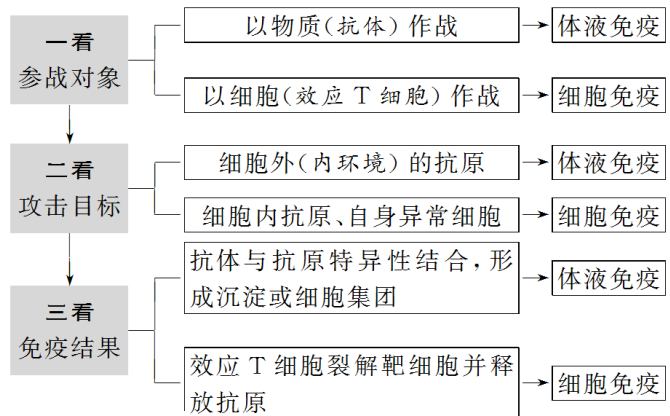 一看
参战对象
以物质(抗体)作战
体液免疫
以细胞(效应 T 细胞)作战
细胞免疫
二看
攻击目标
细胞外(内环境)的抗原
体液免疫
细胞内抗原、自身异常细胞
细胞免疫
三看
免疫结果
抗体与抗原特异性结合,形
成沉淀或细胞集团
体液免疫
效应 T 细胞裂解靶细胞并释
放抗原
细胞免疫